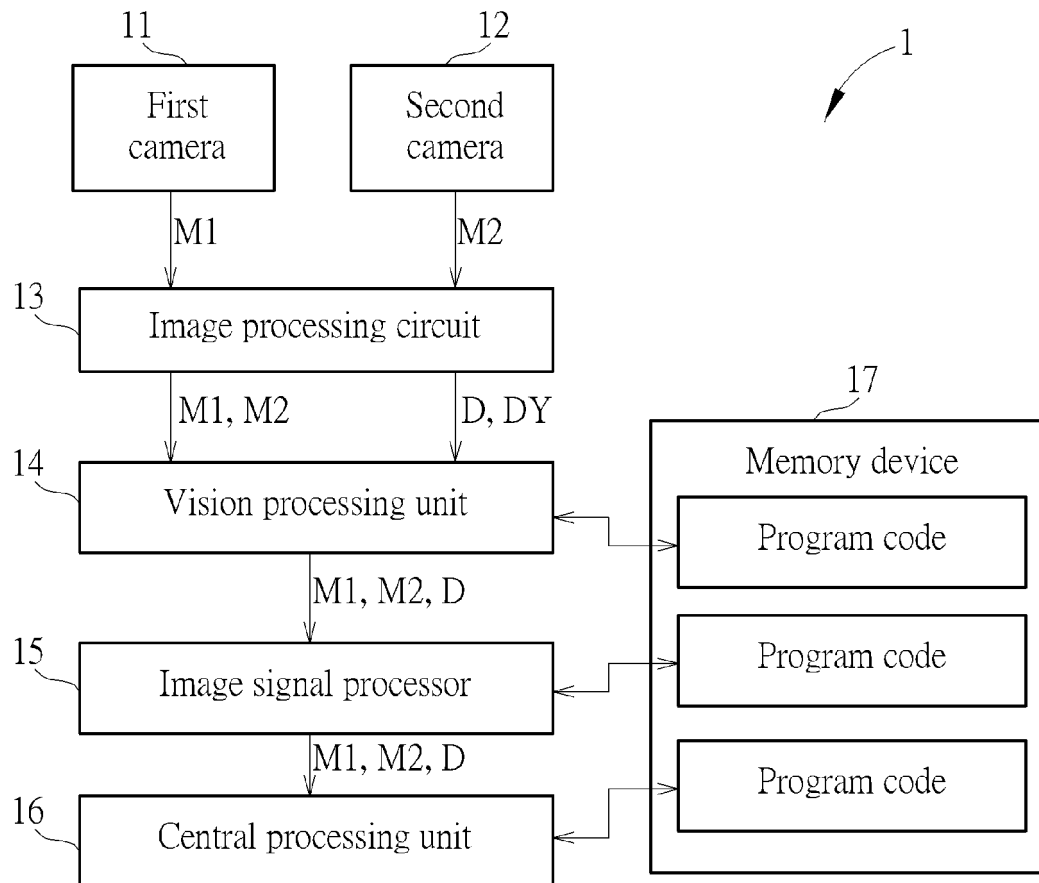 11
12
1
First
camera
Second
camera
M1
M2
13
Image processing circuit
M1, M2
D, DY
17
14
Vision processing unit
Memory device
Program code
M1, M2, D
15
Image signal processor
Program code
M1, M2, D
16
Central processing unit
Program code